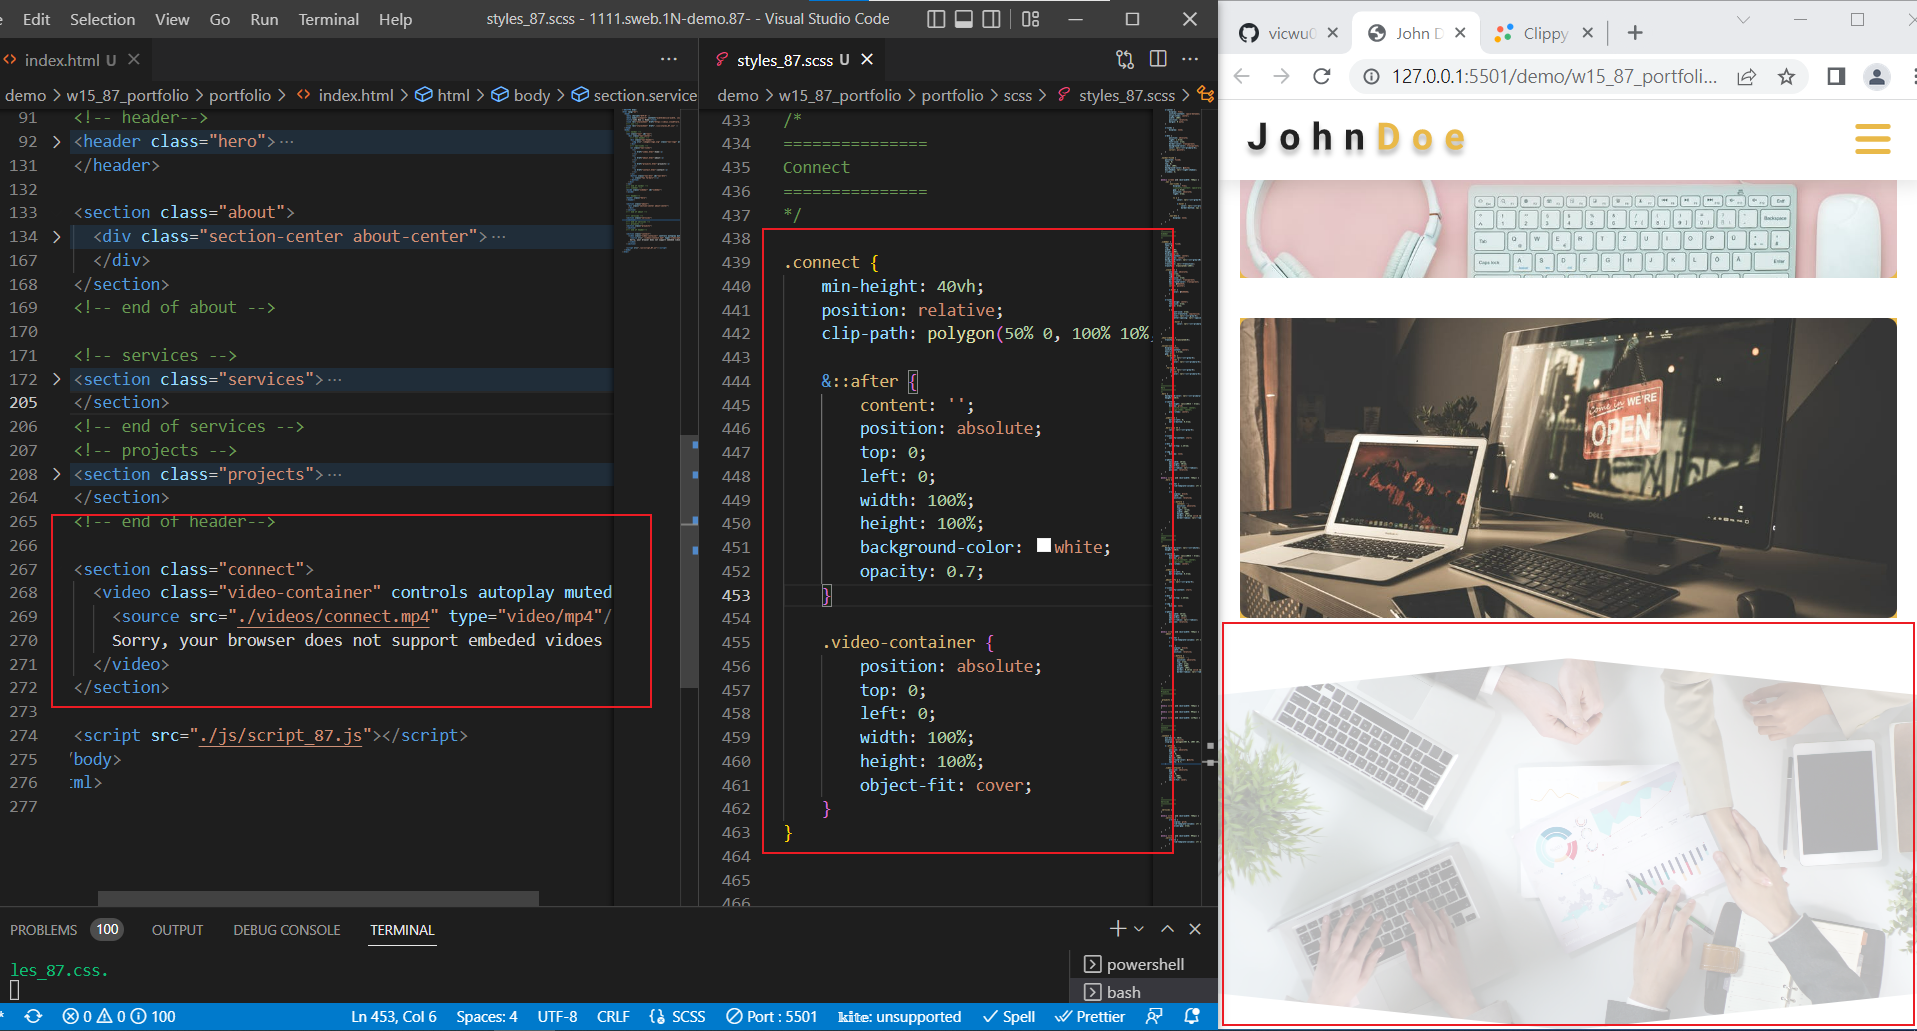 Edit Selection View Go Run Terminal Help styles_87.scss - 1111.sweb.1N-demo.87- - Visual Studio Code
index.html U
demo > w15_87_portfolio > portfolio > index.html > html > body > section.service
91 <!-- header-->
92 <header class="hero">…
131 </header>
132
133 <section class="about">
134 <div class="section-center about-center">…
167 </div>
168 </section>
169 <!-- end of about -->
170
171 <!-- services -->
172 <section class="services">…
205 </section>
206 <!-- end of services -->
207 <!-- projects -->
208 <section class="projects">…
264 </section>
265 <!-- end of header-->
266
267 <section class="connect">
268 <video class="video-container" controls autoplay muted
269 <source src="./videos/connect.mp4" type="video/mp4"/
270 Sorry, your browser does not support embeded vidoes
271 </video>
272 </section>
273
274 <script src="./js/script_87.js"></script>
275 /body>
276 ml>
277
styles_87.scss U
demo > w15_87_portfolio > portfolio > scss > styles_87.scss >
433 /*
434 ===============
435 Connect
436 ===============
437 */
438
439 .connect {
440 min-height: 40vh;
441 position: relative;
442 clip-path: polygon(50% 0, 100% 10%,
443
444 &::after {
445 content: '';
446 position: absolute;
447 top: 0;
448 left: 0;
449 width: 100%;
450 height: 100%;
451 background-color: white;
452 opacity: 0.7;
453 }
454
455 .video-container {
456 position: absolute;
457 top: 0;
458 left: 0;
459 width: 100%;
460 height: 100%;
461 object-fit: cover;
462 }
463 }
464
465
466
PROBLEMS 100 OUTPUT DEBUG CONSOLE TERMINAL
les_87.css.
powershell
bash
0 0 100 Ln 453, Col 6 Spaces: 4 UTF-8 CRLF SCSS Port : 5501 kite: unsupported Spell Prettier
vicwu0 John D Clippy
127.0.0.1:5501/demo/w15_87_portfoli...
JohnDoe
Come in WE'RE
OPEN
DELL